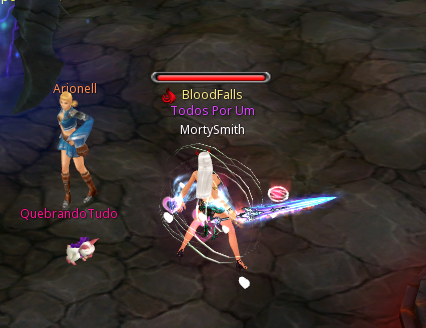 Arionell
BloodFalls
Todos Por Um
MortySmith
QuebrandoTudo